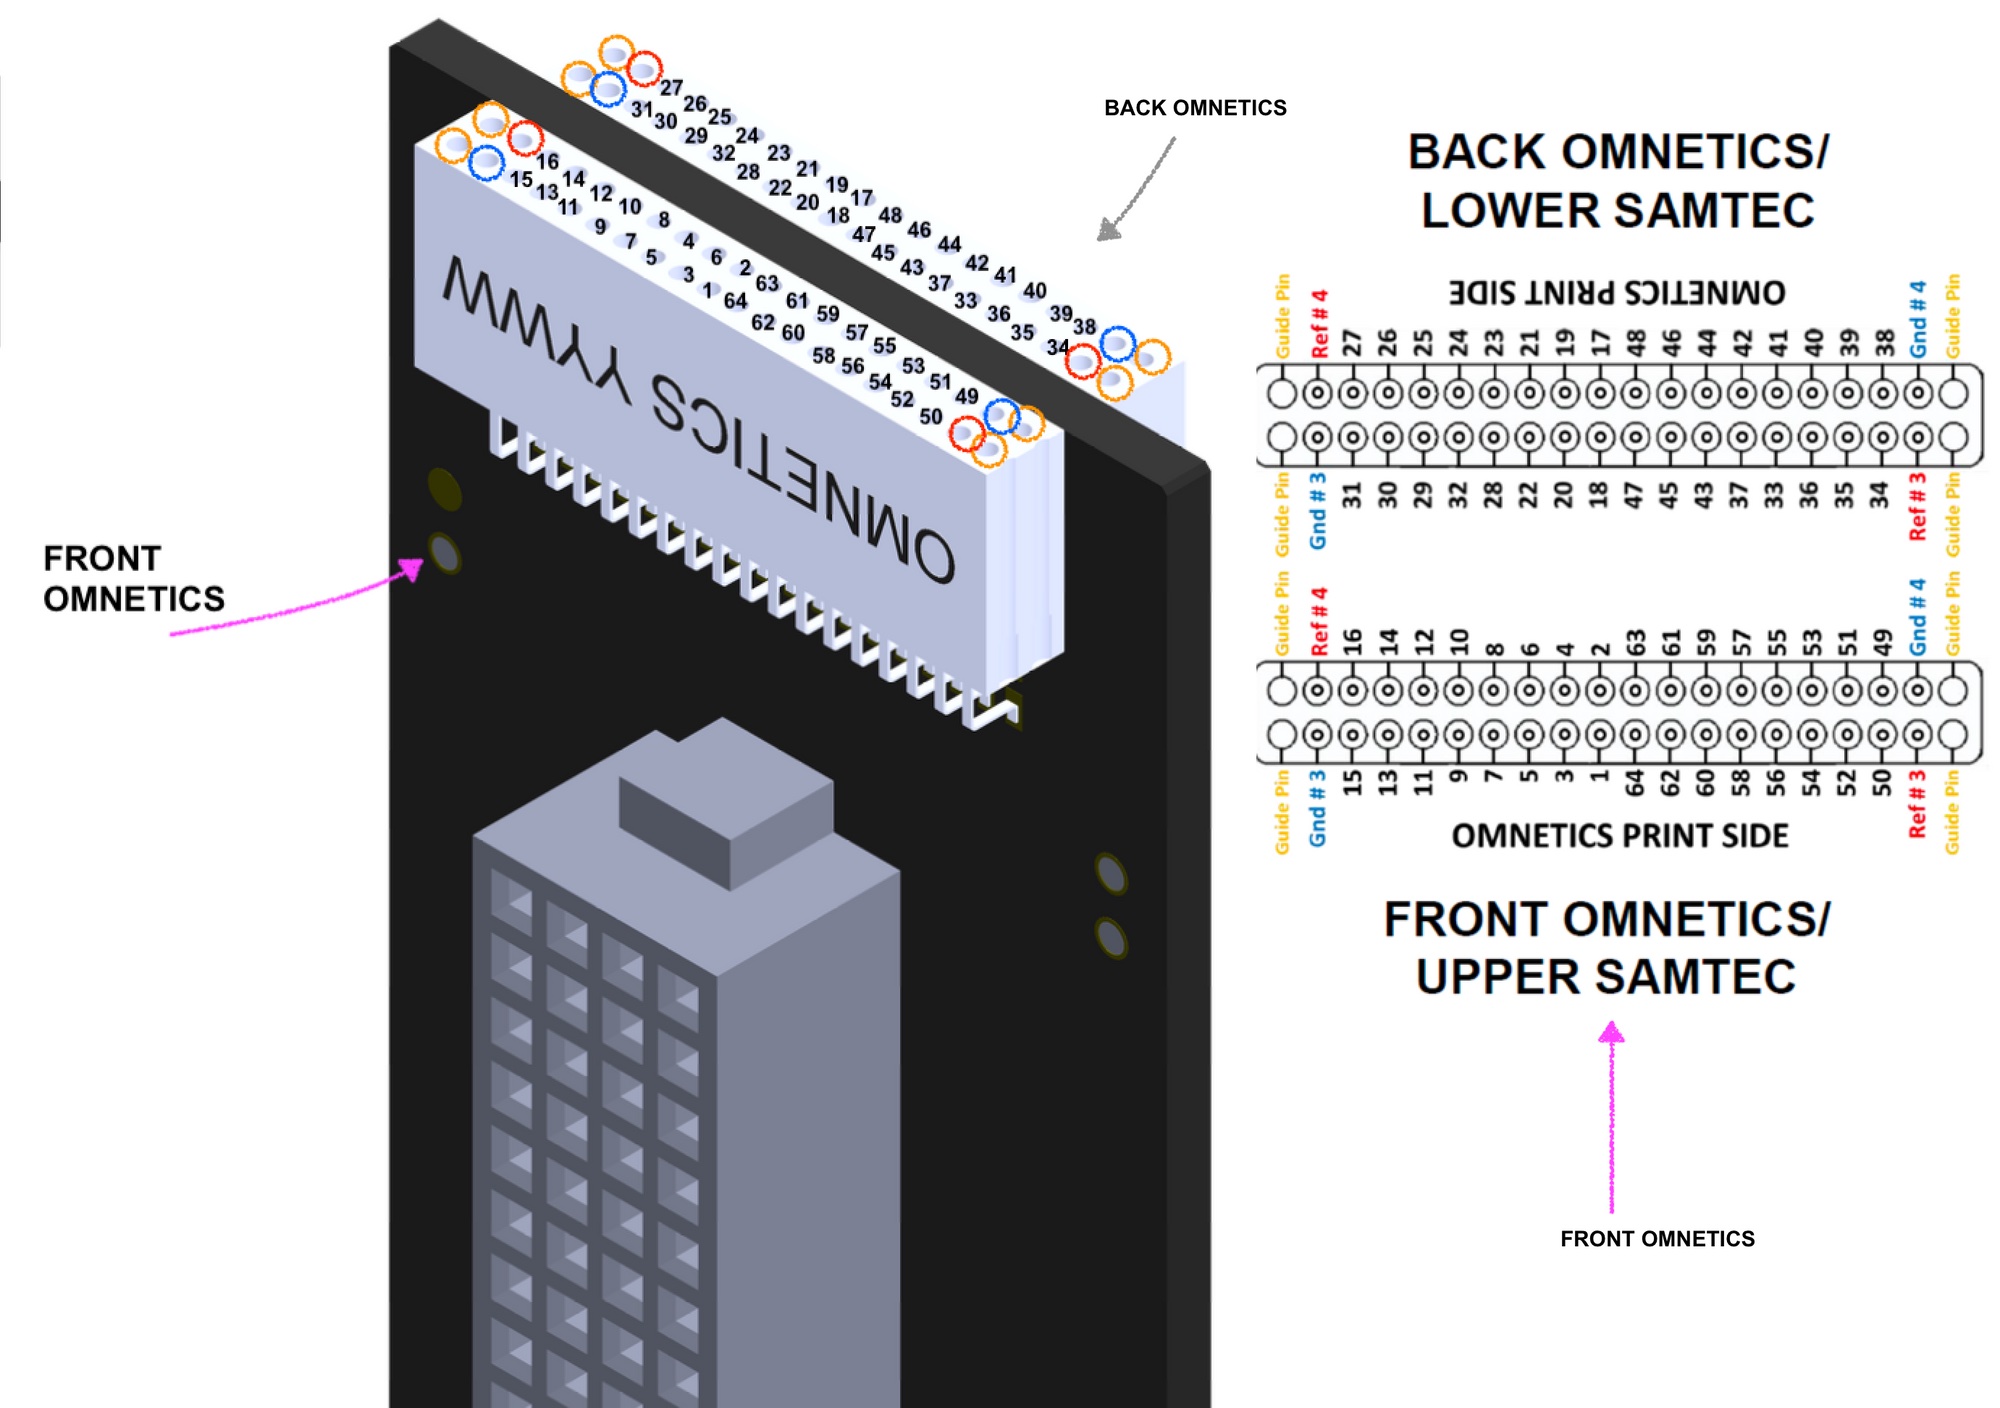 BACK OMNETICS
FRONT
OMNETICS
27 26 25 24 23 21 19 17 48 46 44 42 41 40 39 38
31 30 29 32 28 22 20 18 47 45 43 37 33 36 35 34
16 14 12 10 8 4 6 2 63 61 59 57 55 53 51 49
15 13 11 9 7 5 3 1 64 62 60 58 56 54 52 50
OMNETICS YYWW
BACK OMNETICS/
LOWER SAMTEC
OMNETICS PRINT SIDE
Guide Pin Ref # 4 27 26 25 24 23 21 19 17 48 46 44 42 41 40 39 38 Gnd # 4 Guide Pin
Guide Pin Gnd # 3 31 30 29 32 28 22 20 18 47 45 43 37 33 36 35 34 Ref # 3 Guide Pin
Guide Pin Ref # 4 16 14 12 10 8 6 4 2 63 61 59 57 55 53 51 49 Gnd # 4 Guide Pin
Guide Pin Gnd # 3 15 13 11 9 7 5 3 1 64 62 60 58 56 54 52 50 Ref # 3 Guide Pin
OMNETICS PRINT SIDE
FRONT OMNETICS/
UPPER SAMTEC
FRONT OMNETICS